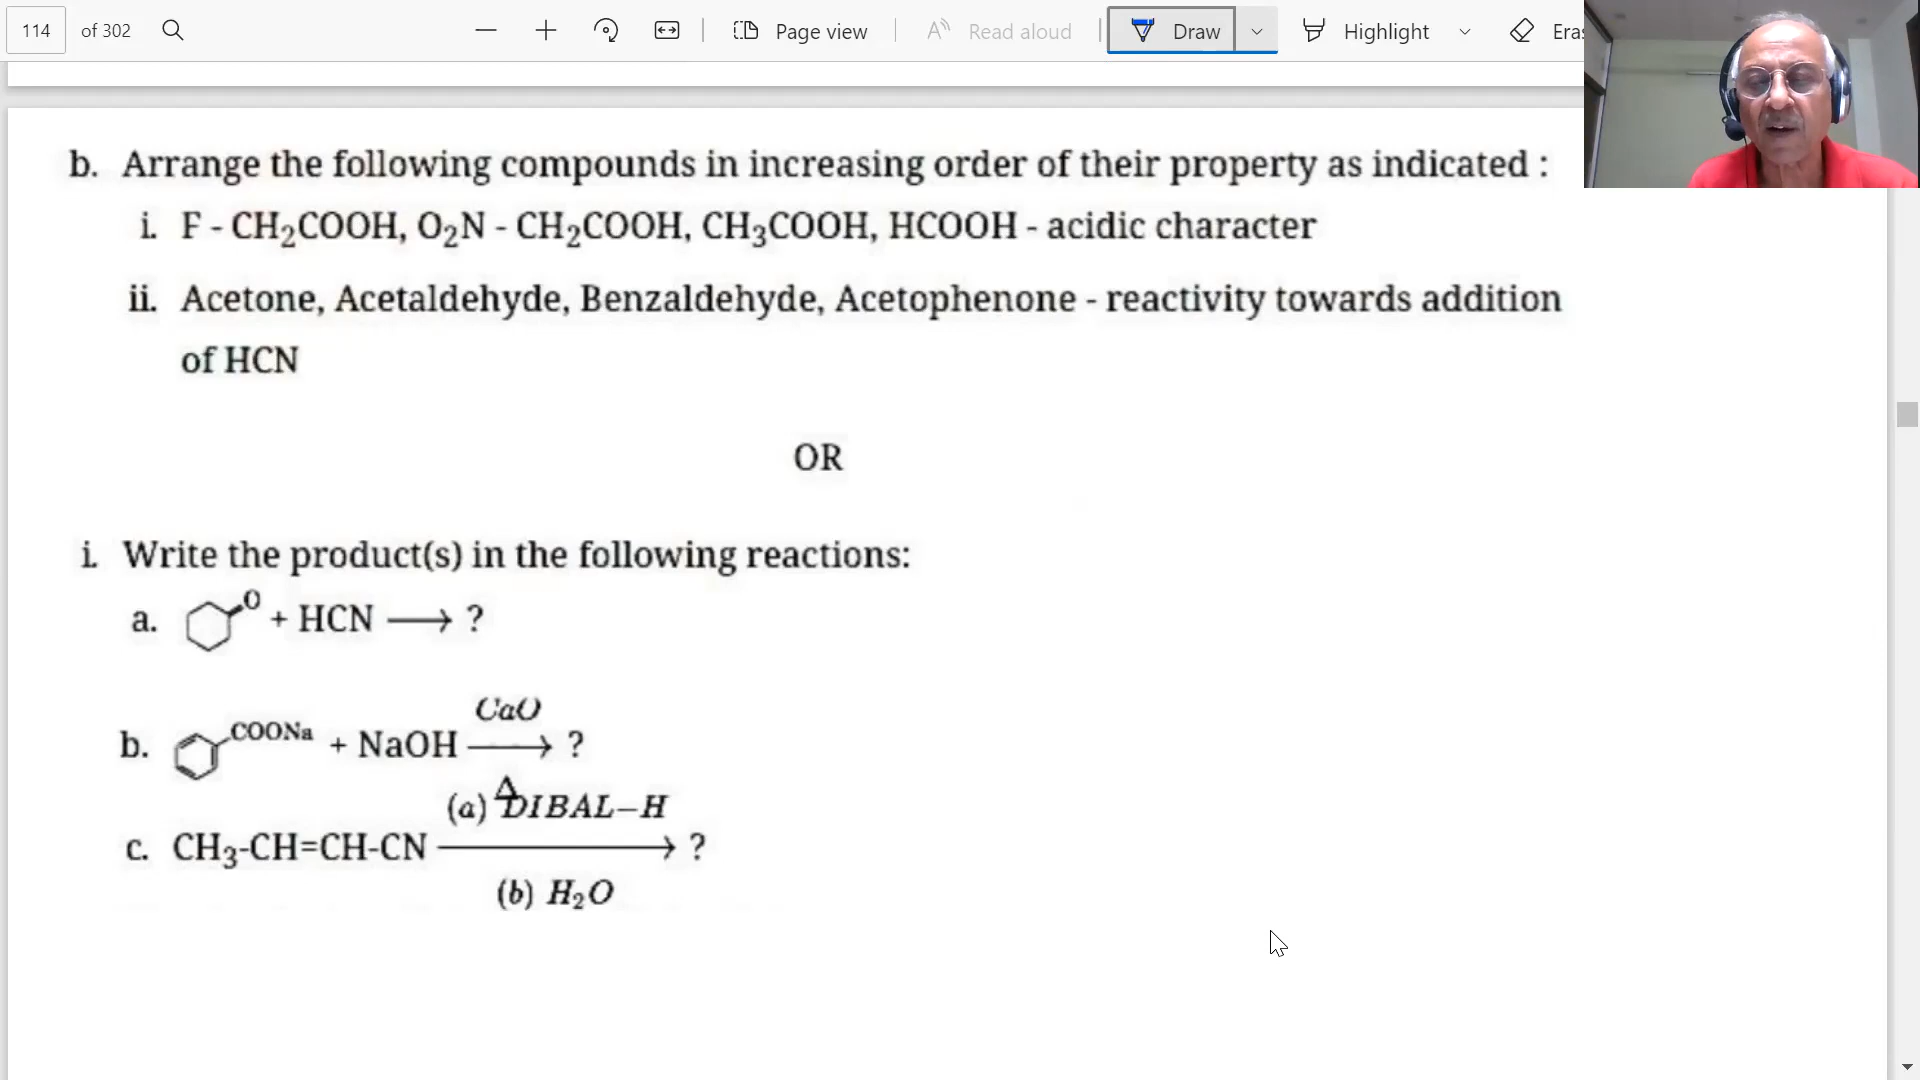 114 of 302 Page view Read aloud Draw Highlight Eras
b. Arrange the following compounds in increasing order of their property as indicated :
i. F - CH₂COOH, O₂N - CH₂COOH, CH₃COOH, HCOOH - acidic character
ii. Acetone, Acetaldehyde, Benzaldehyde, Acetophenone - reactivity towards addition
of HCN
OR
i. Write the product(s) in the following reactions:
a. O + HCN ⟶ ?
CaO
b. COONa + NaOH ⟶ ?
Δ
(a) DIBAL–H
c. CH₃-CH=CH-CN ⟶ ?
(b) H₂O